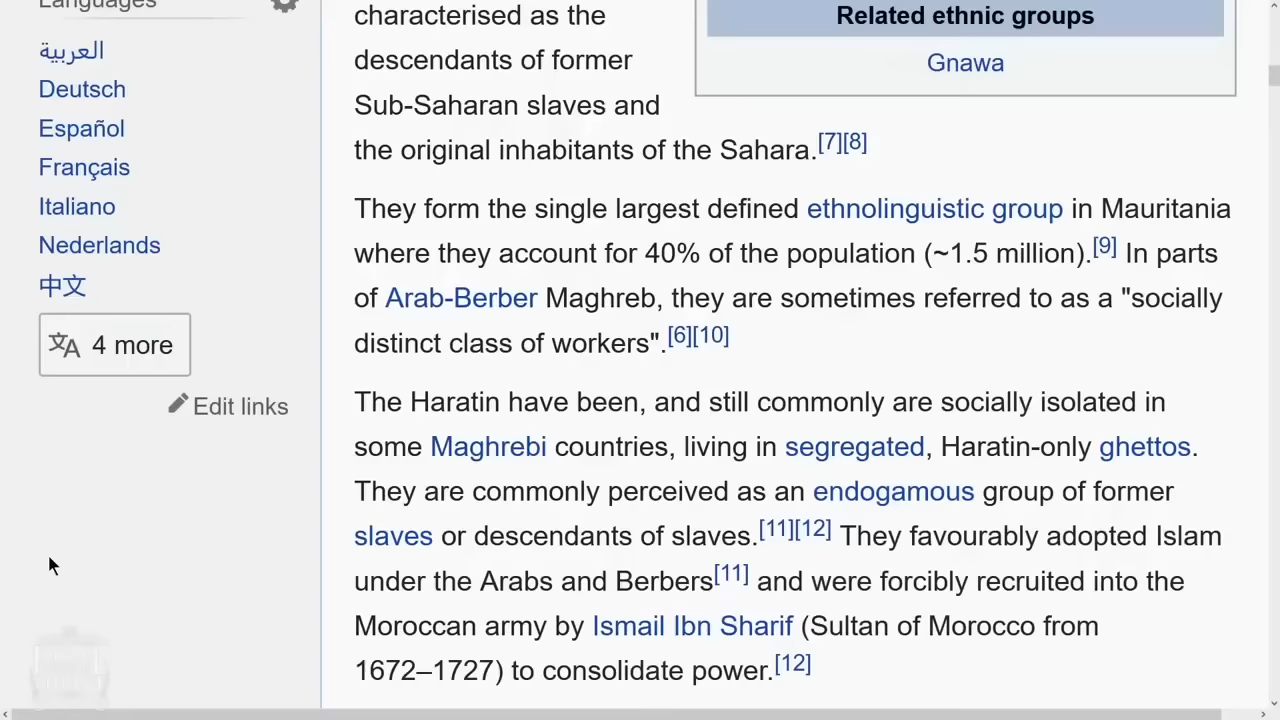 Languages
العربية
Deutsch
Español
Français
Italiano
Nederlands
中文
4 more
Edit links
characterised as the
descendants of former
Sub-Saharan slaves and
the original inhabitants of the Sahara.[7][8]
They form the single largest defined ethnolinguistic group in Mauritania
where they account for 40% of the population (~1.5 million).[9] In parts
of Arab-Berber Maghreb, they are sometimes referred to as a "socially
distinct class of workers".[6][10]
The Haratin have been, and still commonly are socially isolated in
some Maghrebi countries, living in segregated, Haratin-only ghettos.
They are commonly perceived as an endogamous group of former
slaves or descendants of slaves.[11][12] They favourably adopted Islam
under the Arabs and Berbers[11] and were forcibly recruited into the
Moroccan army by Ismail Ibn Sharif (Sultan of Morocco from
1672–1727) to consolidate power.[12]
Related ethnic groups
Gnawa